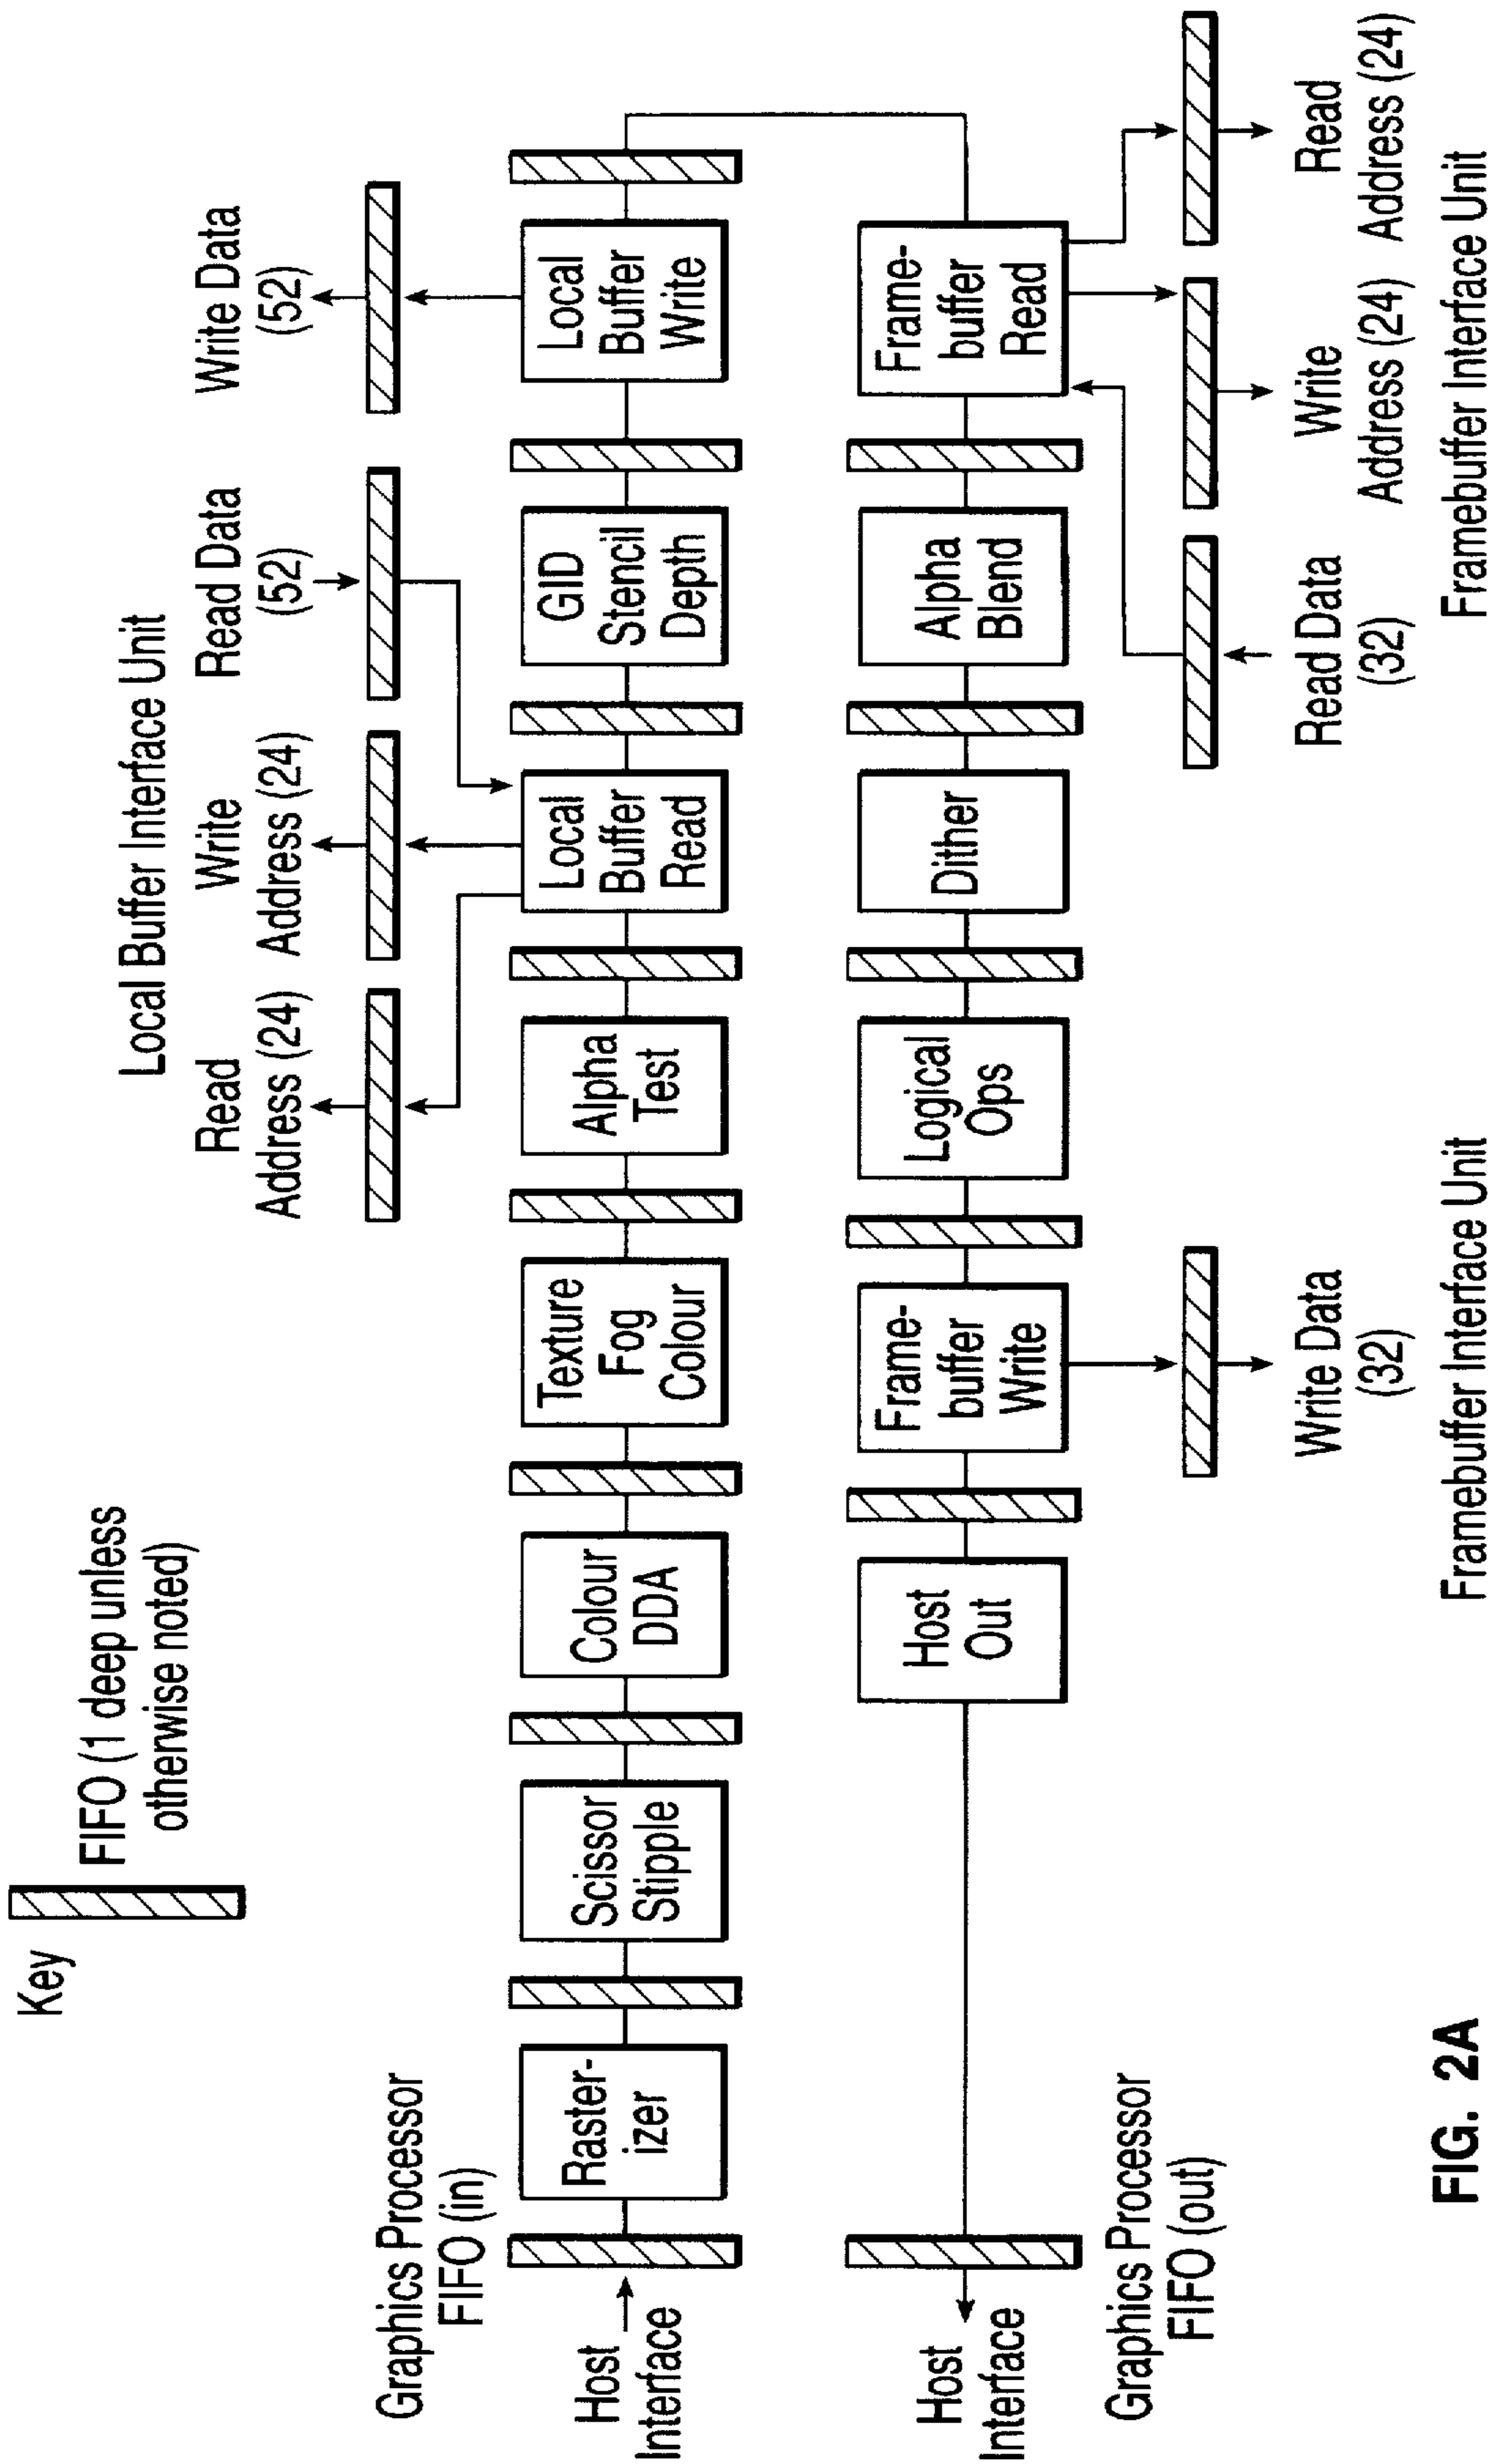 Key
FIFO (1 deep unless
otherwise noted)
Local Buffer Interface Unit
Read
Address (24)
Write
Address (24)
Read Data
(52)
Write Data
(52)
Graphics Processor
FIFO (in)
Host
Interface
Raster-
izer
Scissor
Stipple
Colour
DDA
Texture
Fog
Colour
Alpha
Test
Local
Buffer
Read
GID
Stencil
Depth
Local
Buffer
Write
Host
Interface
Graphics Processor
FIFO (out)
Host
Out
Frame-
buffer
Write
Logical
Ops
Dither
Alpha
Blend
Frame-
buffer
Read
Write Data
(32)
Framebuffer Interface Unit
Read Data
(32)
Write
Address (24)
Read
Address (24)
Framebuffer Interface Unit
FIG. 2A